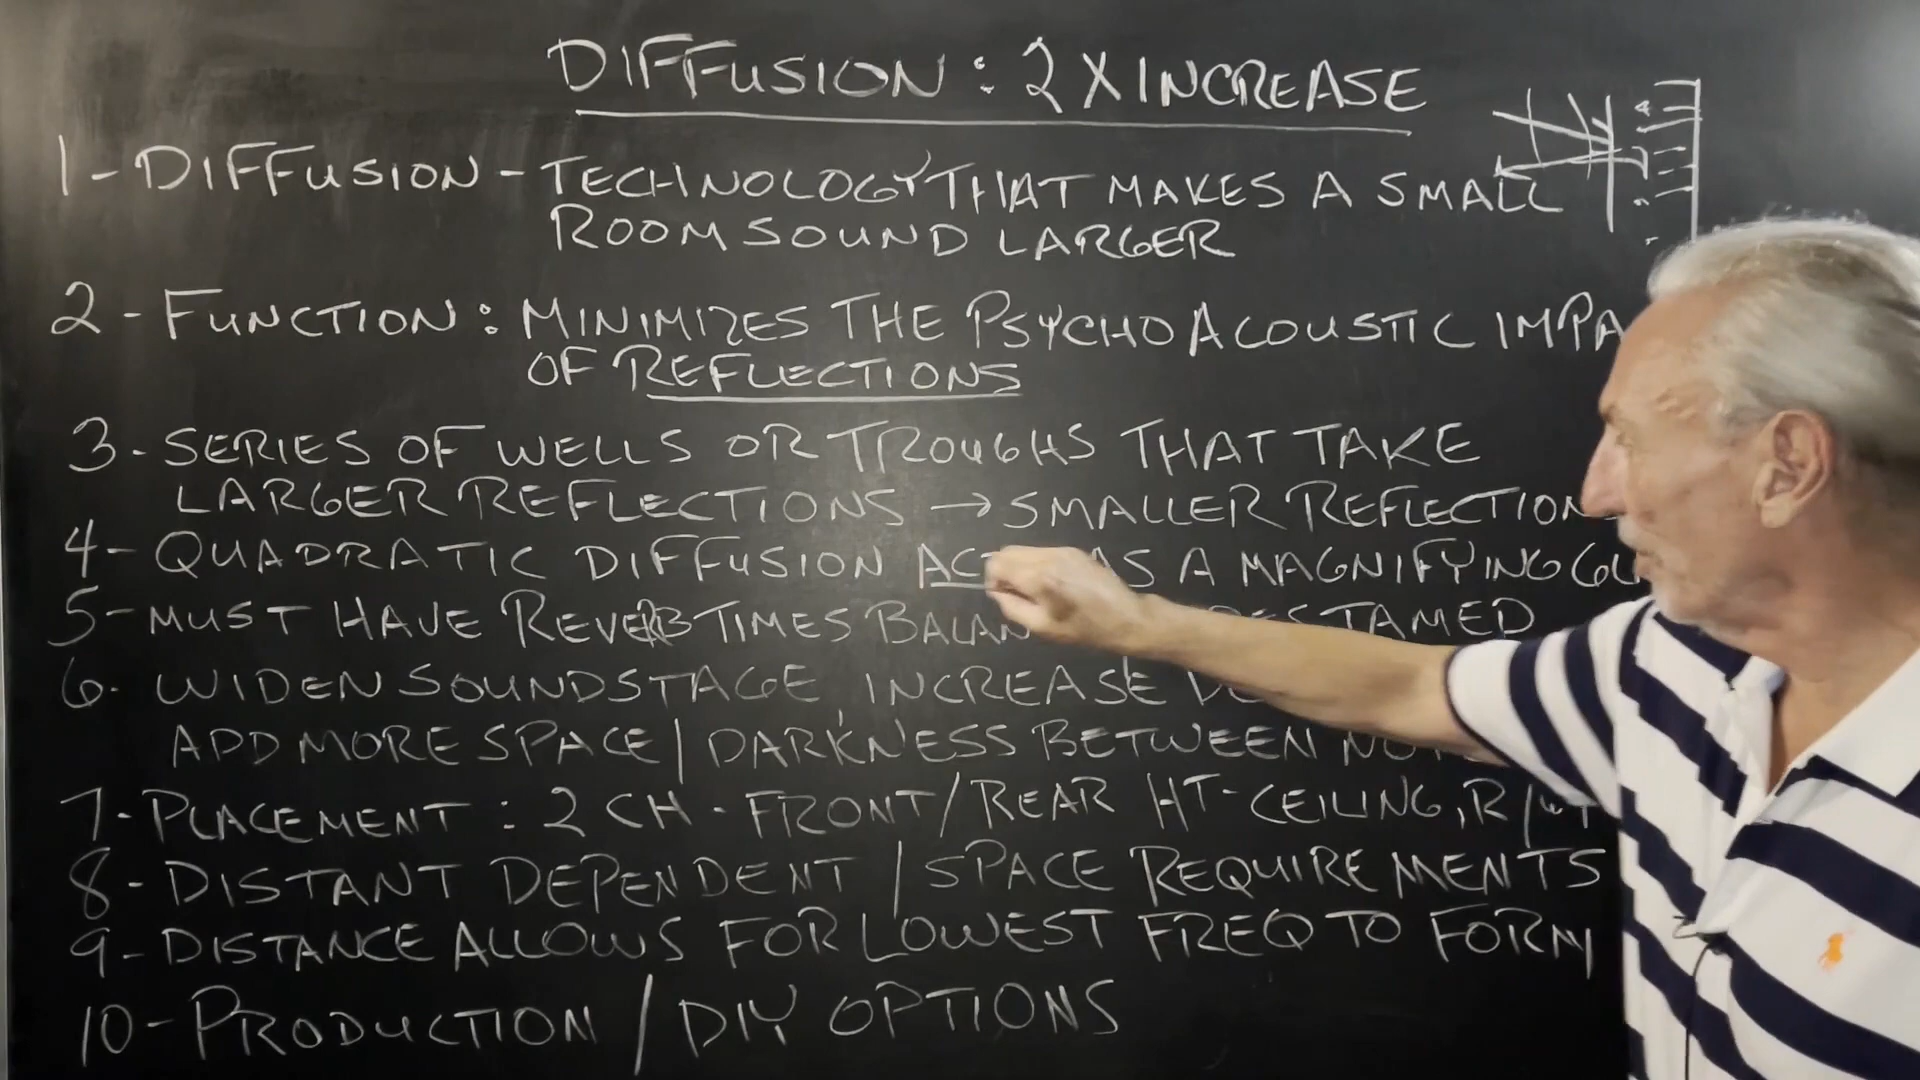 DIFFUSION: 2X INCREASE
1 - DIFFUSION - TECHNOLOGY THAT MAKES A SMALL
ROOM SOUND LARGER
2 - FUNCTION: MINIMIZES THE PSYCHO ACOUSTIC
OF REFLECTIONS
3 - SERIES OF WELLS OR TROUGHS THAT TAKE
LARGER REFLECTIONS → SMALLER REFLECTION
4 - QUADRATIC DIFFUSION AS A MAGNIFYING
5 - MUST HAVE REVERB TIMES TAMED
6 - WIDEN SOUNDSTAGE, INCREASE
ADD MORE SPACE/DARKNESS BETWEEN
7 - PLACEMENT: 2 CH - FRONT/REAR HT-CEILING, R/
8 - DISTANT DEPENDENT / SPACE REQUIREMENTS
9 - DISTANCE ALLOWS FOR LOWEST FREQ TO FORM
10 - PRODUCTION / DIY OPTIONS